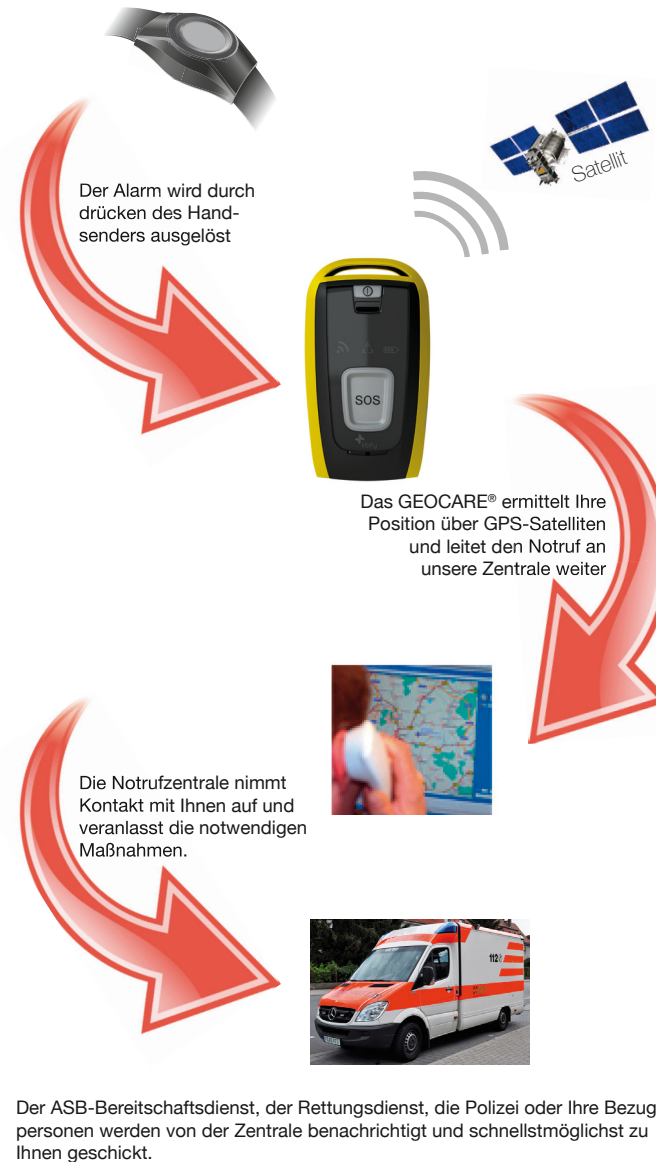 Satellit
Der Alarm wird durch
drücken des Hand-
senders ausgelöst
SOS
Das GEOCARE® ermittelt Ihre
Position über GPS-Satelliten
und leitet den Notruf an
unsere Zentrale weiter
Die Notrufzentrale nimmt
Kontakt mit Ihnen auf und
veranlasst die notwendigen
Maßnahmen.
112
Der ASB-Bereitschaftsdienst, der Rettungsdienst, die Polizei oder Ihre Bezug
personen werden von der Zentrale benachrichtigt und schnellstmöglichst zu
Ihnen geschickt.